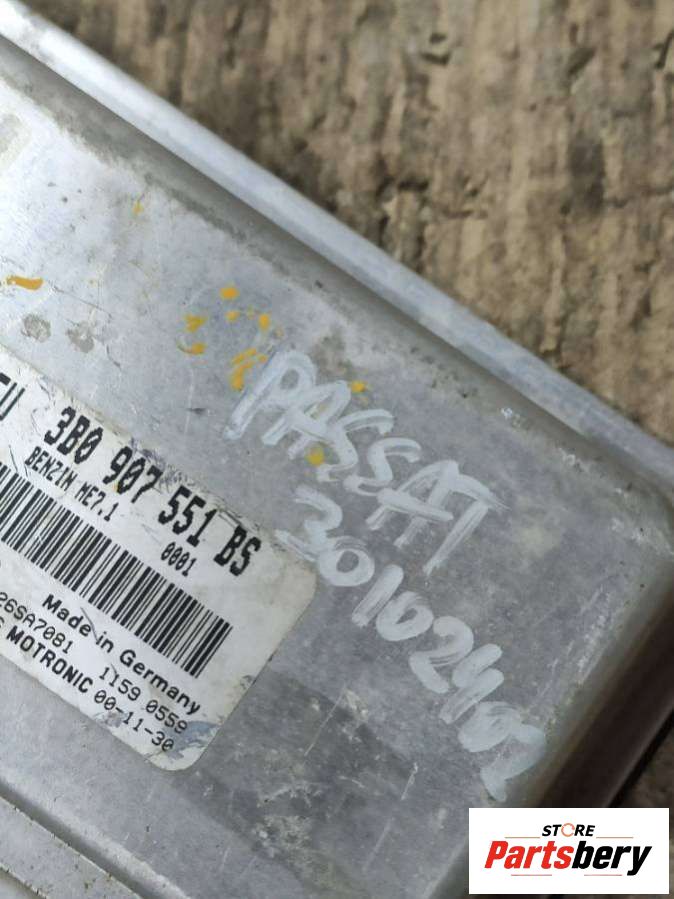 3B0 907 551 BS
BENZIN ME7.1
0001
Made in Germany
26SA7081 1159 0559
MOTRONIC 00-11-30
PASSAT
STORE
Partsbery